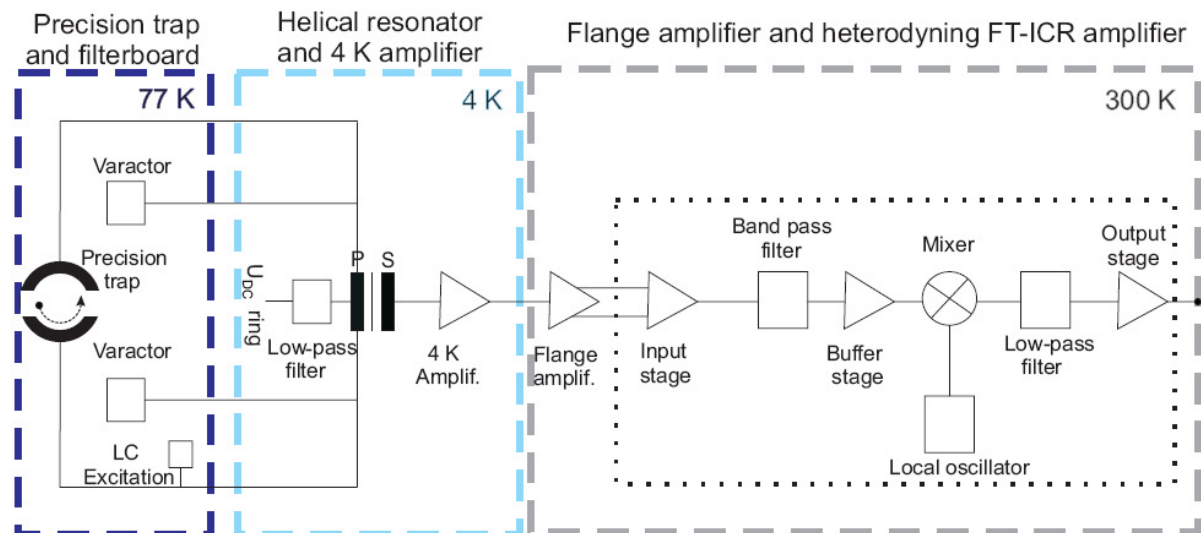 Precision trap
and filterboard
Helical resonator
and 4 K amplifier
Flange amplifier and heterodyning FT-ICR amplifier
77 K
4 K
300 K
Varactor
Precision
trap
Varactor
LC
Excitation
UDC ring
Low-pass
filter
P S
4 K
Amplif.
Flange
amplif.
Input
stage
Band pass
filter
Buffer
stage
Mixer
Local oscillator
Low-pass
filter
Output
stage